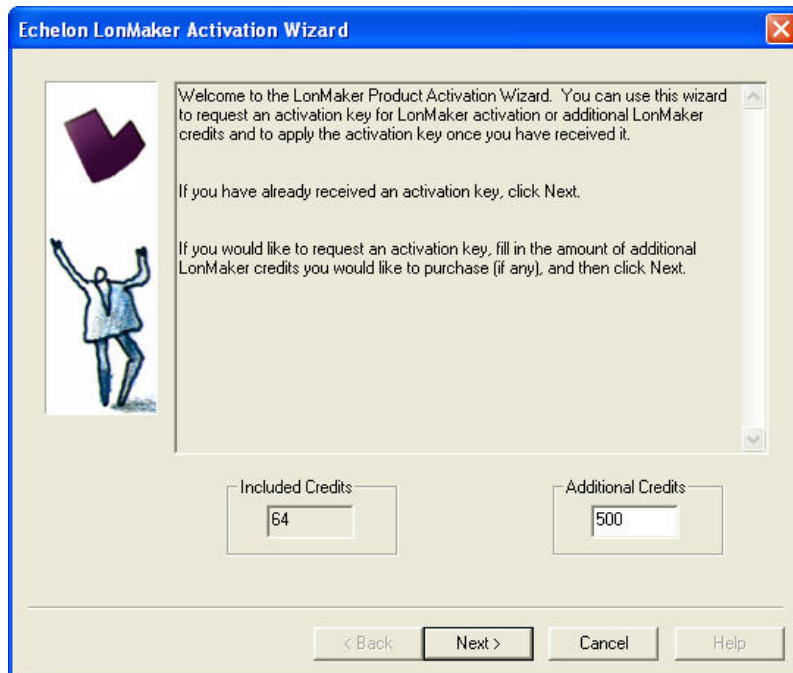 Echelon LonMaker Activation Wizard
Welcome to the LonMaker Product Activation Wizard. You can use this wizard
to request an activation key for LonMaker activation or additional LonMaker
credits and to apply the activation key once you have received it.
If you have already received an activation key, click Next.
If you would like to request an activation key, fill in the amount of additional
LonMaker credits you would like to purchase (if any), and then click Next.
Included Credits
64
Additional Credits
500
< Back
Next >
Cancel
Help